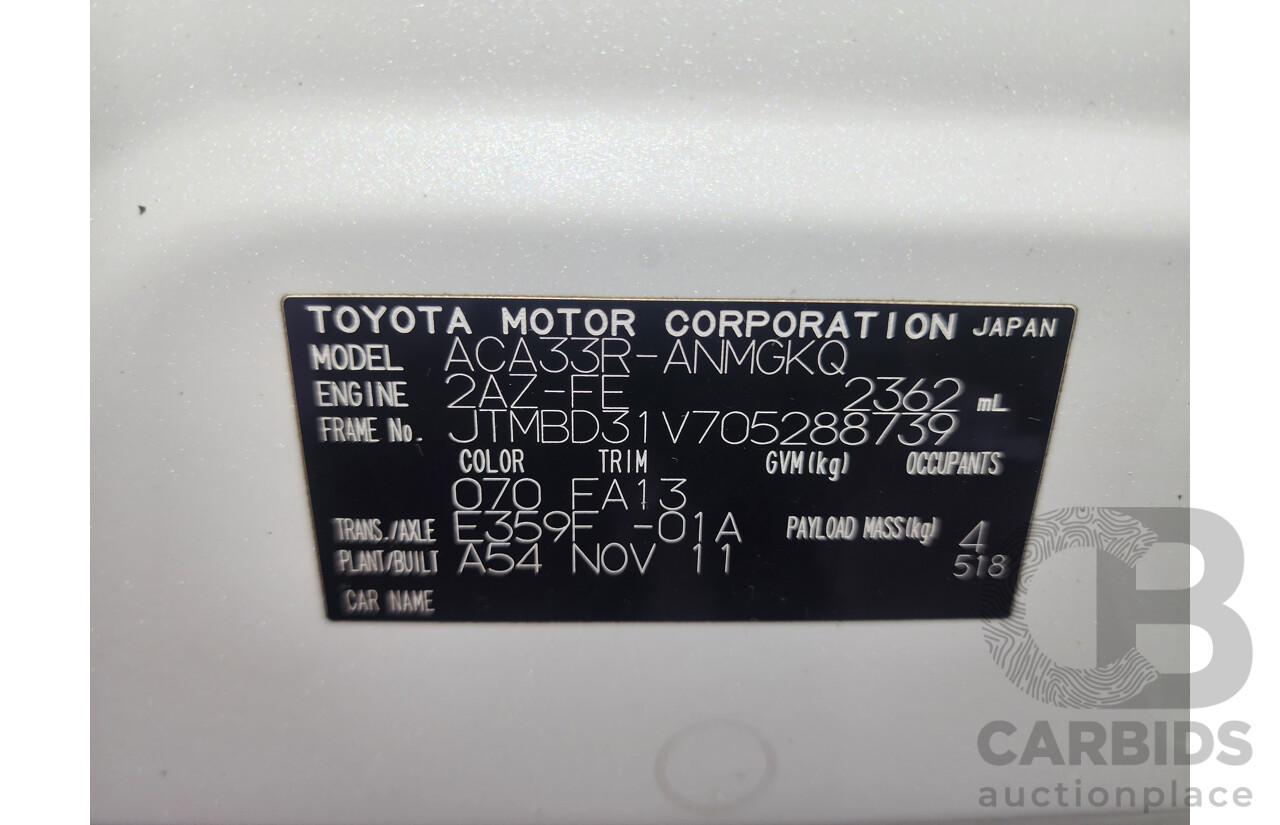 TOYOTA MOTOR CORPORATION JAPAN
MODEL ACA33R-ANMGKQ
ENGINE 2AZ-FE 2362 mL
FRAME No. JTMBD31V705288739
COLOR TRIM GVM(kg) OCCUPANTS
070 FA13
TRANS./AXLE E359F -01A PAYLOAD MASS(kg) 4
PLANT/BUILT A54 NOV 11 518
CAR NAME
CB
CARBIDS
auctionplace